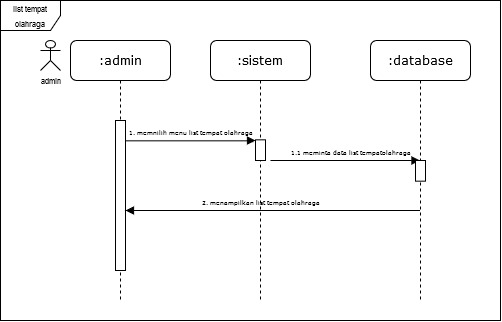 list tempat
olahraga
admin
:admin
:sistem
:database
1. memnilih menu list tempat olahraga
1.1 meminta data list tempatolahraga
2. menampilkan list tempat olahraga